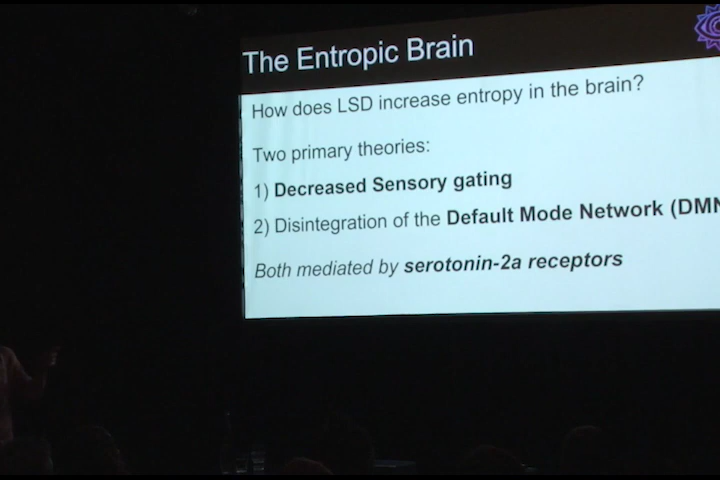 The Entropic Brain
How does LSD increase entropy in the brain?
Two primary theories:
1) Decreased Sensory gating
2) Disintegration of the Default Mode Network (DMN
Both mediated by serotonin-2a receptors